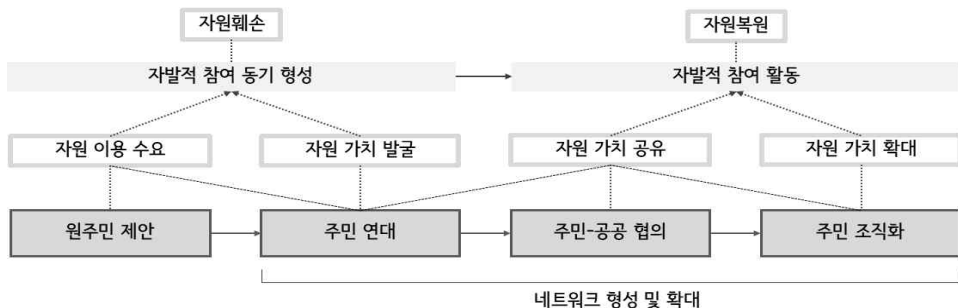 자원훼손
자원복원
자발적 참여 동기 형성
자발적 참여 활동
자원 이용 수요
자원 가치 발굴
자원 가치 공유
자원 가치 확대
원주민 제안
주민 연대
주민-공공 협의
주민 조직화
네트워크 형성 및 확대